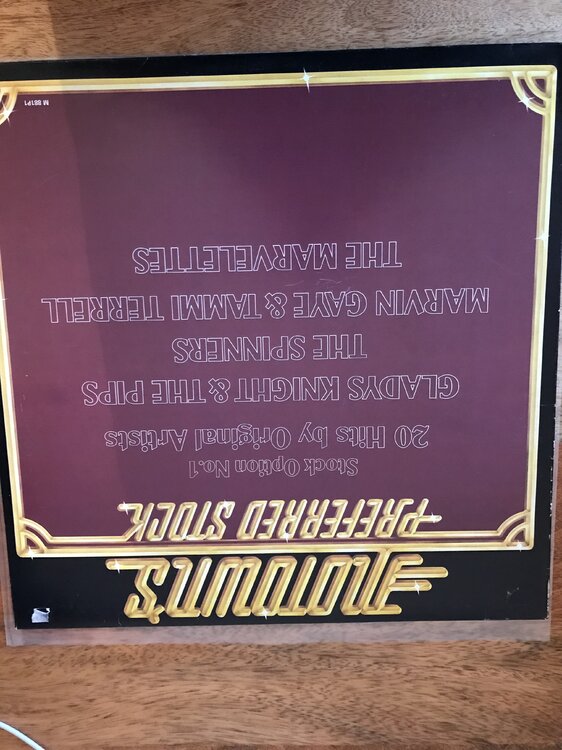 MOTOWN'S
PREFERRED STOCK
Stock Option No.1
20 Hits by Original Artists
GLADYS KNIGHT & THE PIPS
THE SPINNERS
MARVIN GAYE & TAMMI TERRELL
THE MARVELETTES
M 881P1